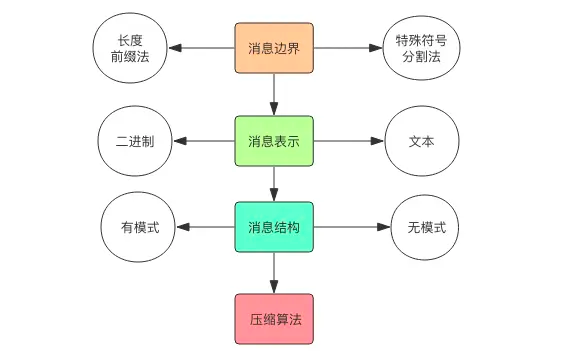 长度
前缀法
消息边界
特殊符号
分割法
二进制
消息表示
文本
有模式
消息结构
无模式
压缩算法